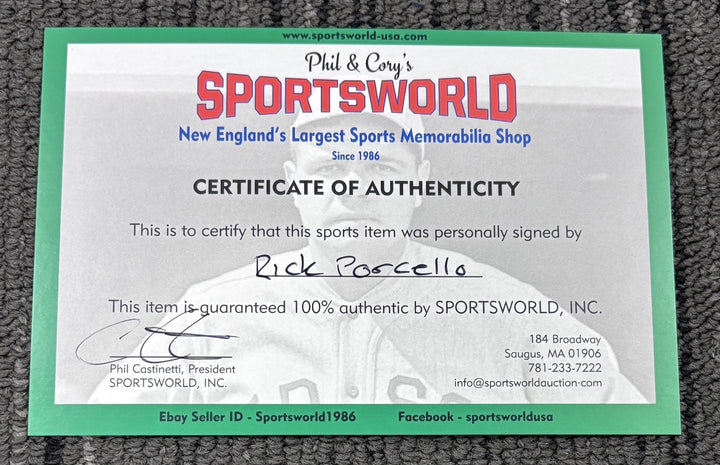 www.sportsworld-usa.com
Phil & Cory's
SPORTSWORLD
New England's Largest Sports Memorabilia Shop
Since 1986
CERTIFICATE OF AUTHENTICITY
This is to certify that this sports item was personally signed by
Rick Porcello
This item is guaranteed 100% authentic by SPORTSWORLD, INC.
Phil Castinetti, President
SPORTSWORLD, INC.
184 Broadway
Saugus, MA 01906
781-233-7222
info@sportsworldauction.com
Ebay Seller ID - Sportsworld1986 Facebook - sportsworldusa